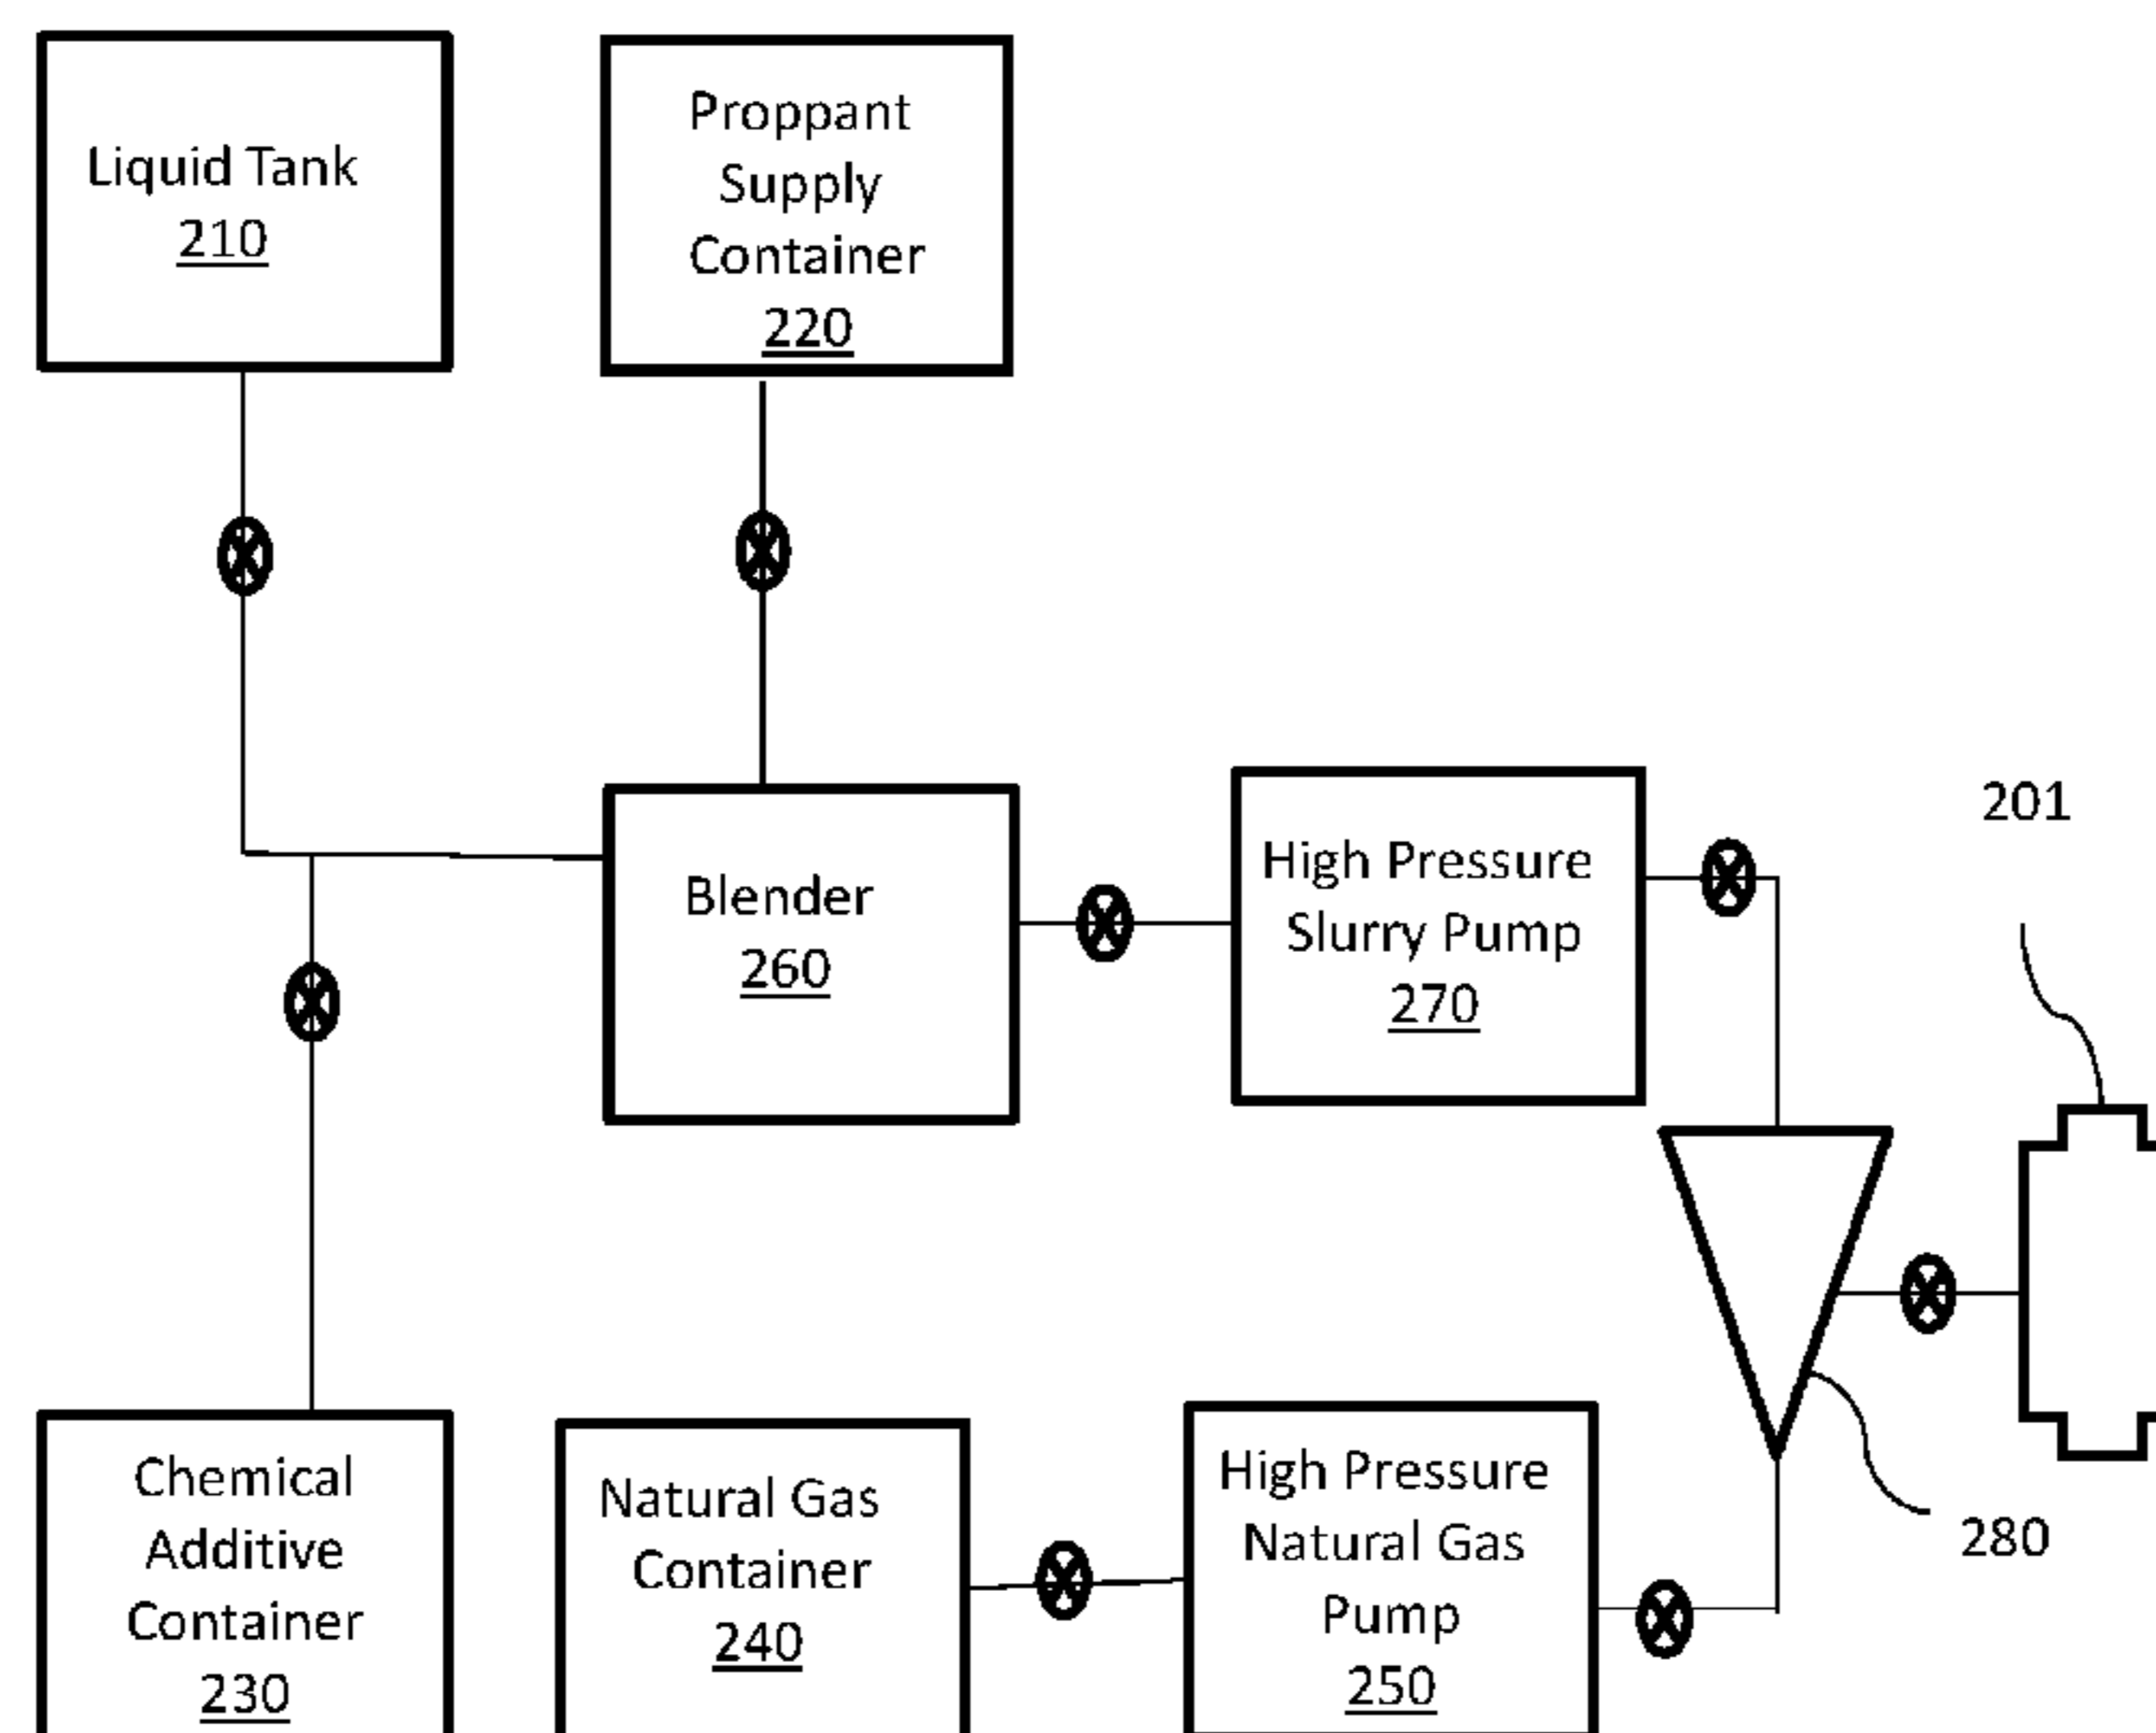 Liquid Tank
210
Proppant
Supply
Container
220
Blender
260
High Pressure
Slurry Pump
270
201
Chemical
Additive
Container
230
Natural Gas
Container
240
High Pressure
Natural Gas
Pump
250
280